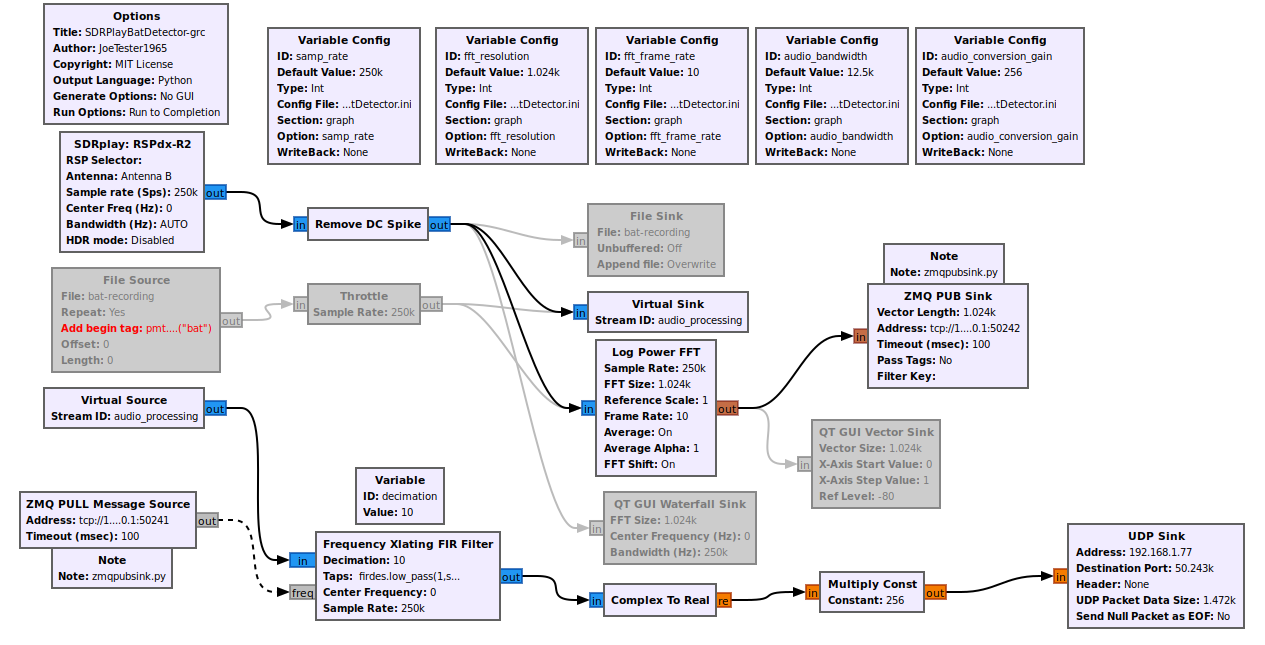 Options
Title: SDRPlayBatDetector-grc
Author: JoeTester1965
Copyright: MIT License
Output Language: Python
Generate Options: No GUI
Run Options: Run to Completion
Variable Config
ID: samp_rate
Default Value: 250k
Type: Int
Config File: ...tDetector.ini
Section: graph
Option: samp_rate
WriteBack: None
Variable Config
ID: fft_resolution
Default Value: 1.024k
Type: Int
Config File: ...tDetector.ini
Section: graph
Option: fft_resolution
WriteBack: None
Variable Config
ID: fft_frame_rate
Default Value: 10
Type: Int
Config File: ...tDetector.ini
Section: graph
Option: fft_frame_rate
WriteBack: None
Variable Config
ID: audio_bandwidth
Default Value: 12.5k
Type: Int
Config File: ...tDetector.ini
Section: graph
Option: audio_bandwidth
WriteBack: None
Variable Config
ID: audio_conversion_gain
Default Value: 256
Type: Int
Config File: ...tDetector.ini
Section: graph
Option: audio_conversion_gain
WriteBack: None
SDRplay: RSPdx-R2
RSP Selector:
Antenna: Antenna B
Sample rate (Sps): 250k
Center Freq (Hz): 0
Bandwidth (Hz): AUTO
HDR mode: Disabled
out
in
Remove DC Spike
out
in
File Sink
File: bat-recording
Unbuffered: Off
Append file: Overwrite
File Source
File: bat-recording
Repeat: Yes
Add begin tag: pmt....("bat")
Offset: 0
Length: 0
out
in
Throttle
Sample Rate: 250k
out
in
Virtual Sink
Stream ID: audio_processing
Note
Note: zmqpubsink.py
in
ZMQ PUB Sink
Vector Length: 1.024k
Address: tcp://1....0.1:50242
Timeout (msec): 100
Pass Tags: No
Filter Key:
in
Log Power FFT
Sample Rate: 250k
FFT Size: 1.024k
Reference Scale: 1
Frame Rate: 10
Average: On
Average Alpha: 1
FFT Shift: On
out
Virtual Source
Stream ID: audio_processing
out
in
QT GUI Vector Sink
Vector Size: 1.024k
X-Axis Start Value: 0
X-Axis Step Value: 1
Ref Level: -80
Variable
ID: decimation
Value: 10
ZMQ PULL Message Source
Address: tcp://1....0.1:50241
Timeout (msec): 100
out
Note
Note: zmqpubsink.py
in
QT GUI Waterfall Sink
FFT Size: 1.024k
Center Frequency (Hz): 0
Bandwidth (Hz): 250k
in
freq
Frequency Xlating FIR Filter
Decimation: 10
Taps: firdes.low_pass(1,s...
Center Frequency: 0
Sample Rate: 250k
out
in
Complex To Real
re
in
Multiply Const
Constant: 256
out
in
UDP Sink
Address: 192.168.1.77
Destination Port: 50.243k
Header: None
UDP Packet Data Size: 1.472k
Send Null Packet as EOF: No